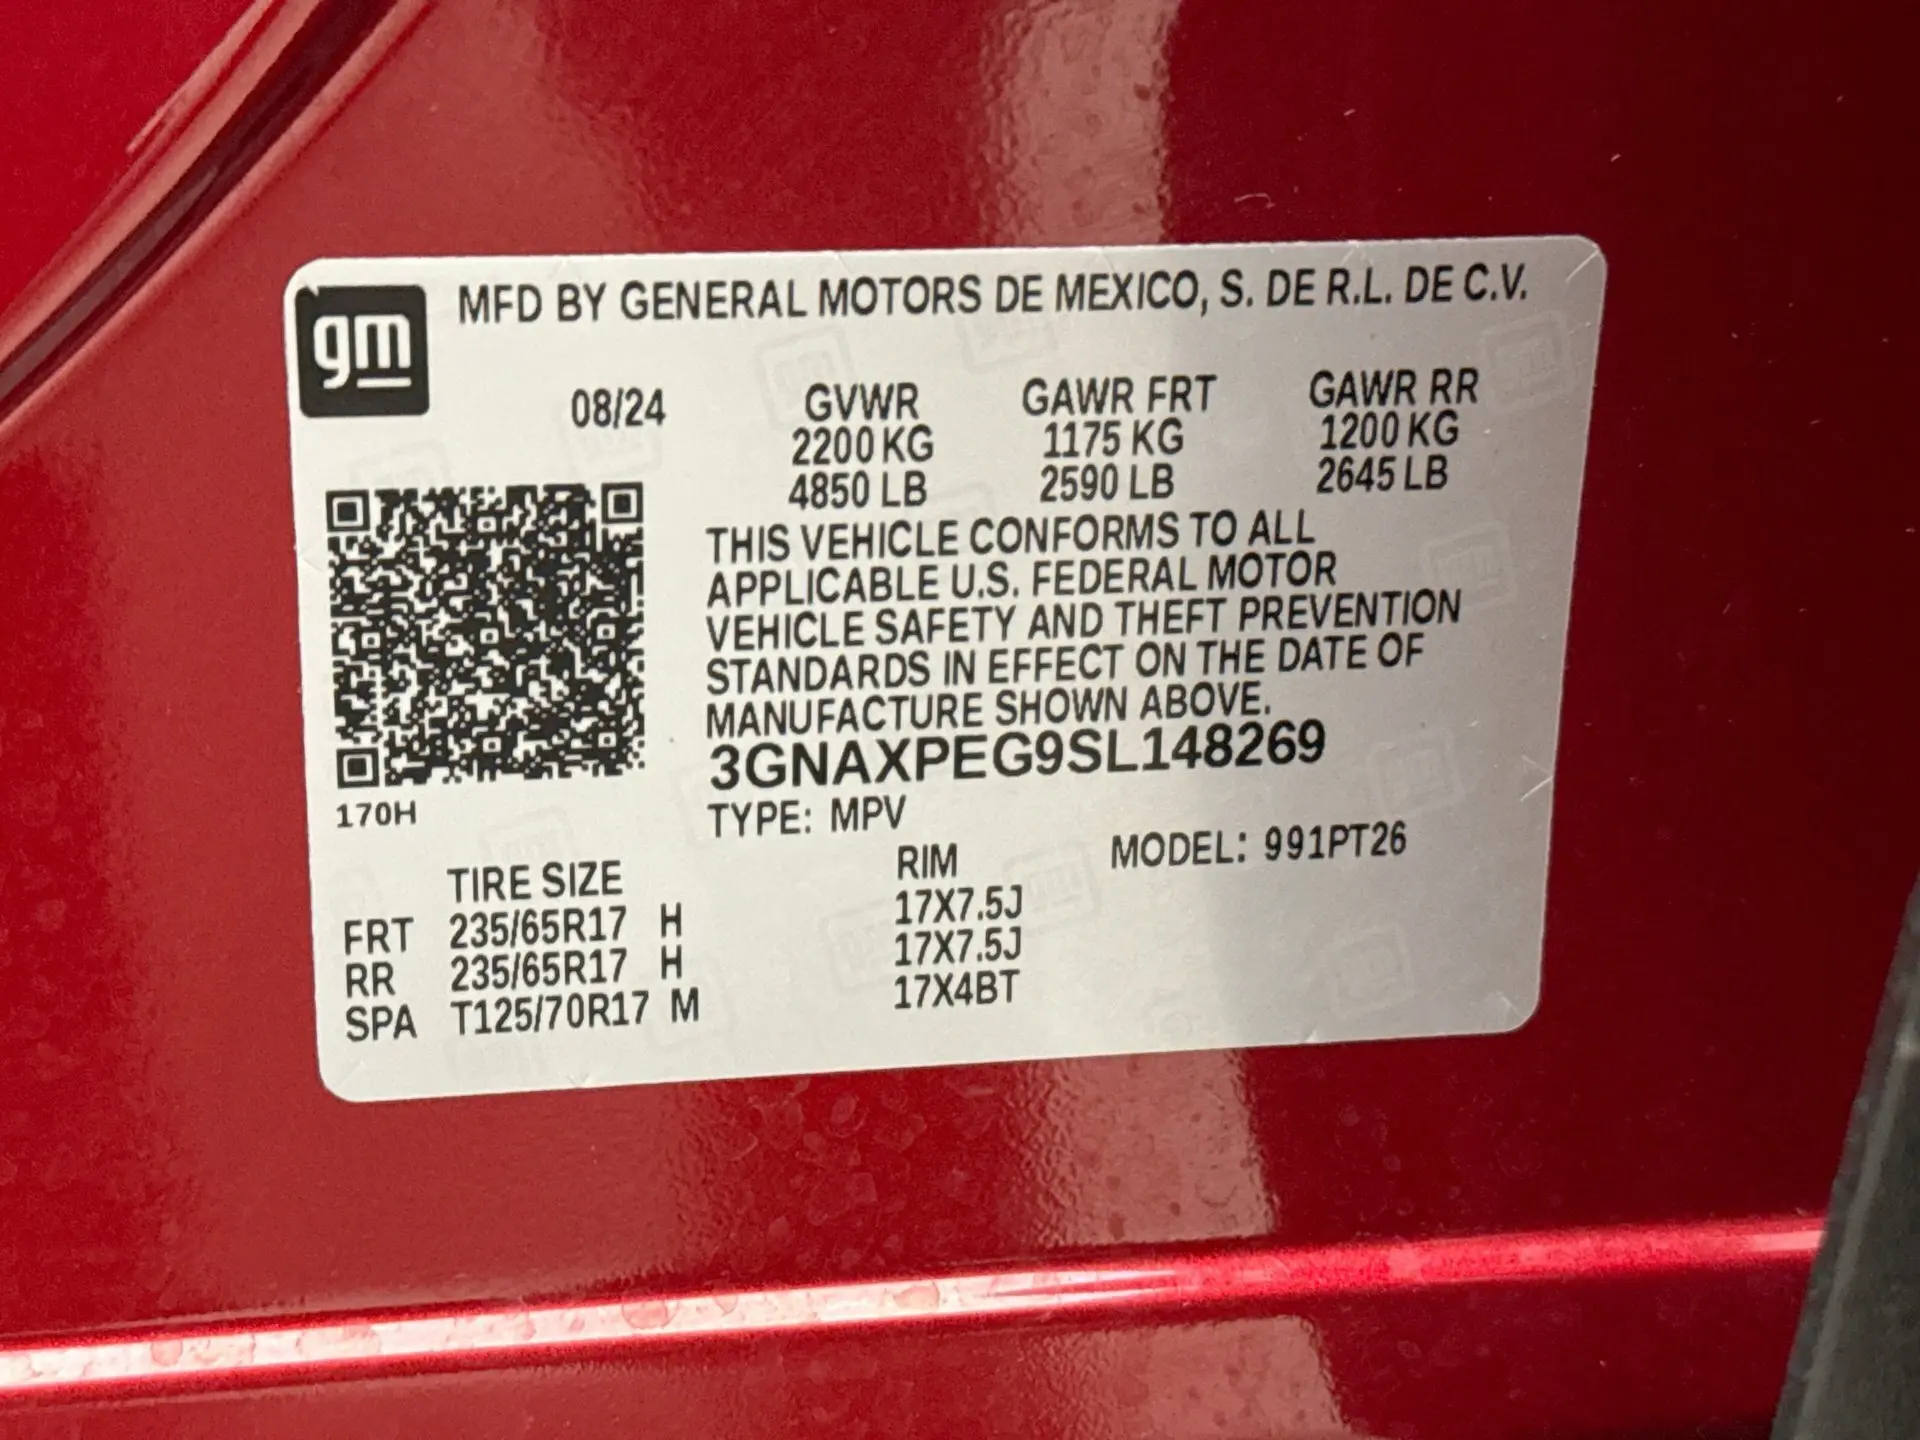 gm
MFD BY GENERAL MOTORS DE MEXICO, S. DE R.L. DE C.V.
08/24 GVWR GAWR FRT GAWR RR
2200 KG 1175 KG 1200 KG
4850 LB 2590 LB 2645 LB
THIS VEHICLE CONFORMS TO ALL
APPLICABLE U.S. FEDERAL MOTOR
VEHICLE SAFETY AND THEFT PREVENTION
STANDARDS IN EFFECT ON THE DATE OF
MANUFACTURE SHOWN ABOVE.
3GNAXPEG9SL148269
170H
TYPE: MPV
MODEL: 991PT26
TIRE SIZE RIM
FRT 235/65R17 H 17X7.5J
RR 235/65R17 H 17X7.5J
SPA T125/70R17 M 17X4BT